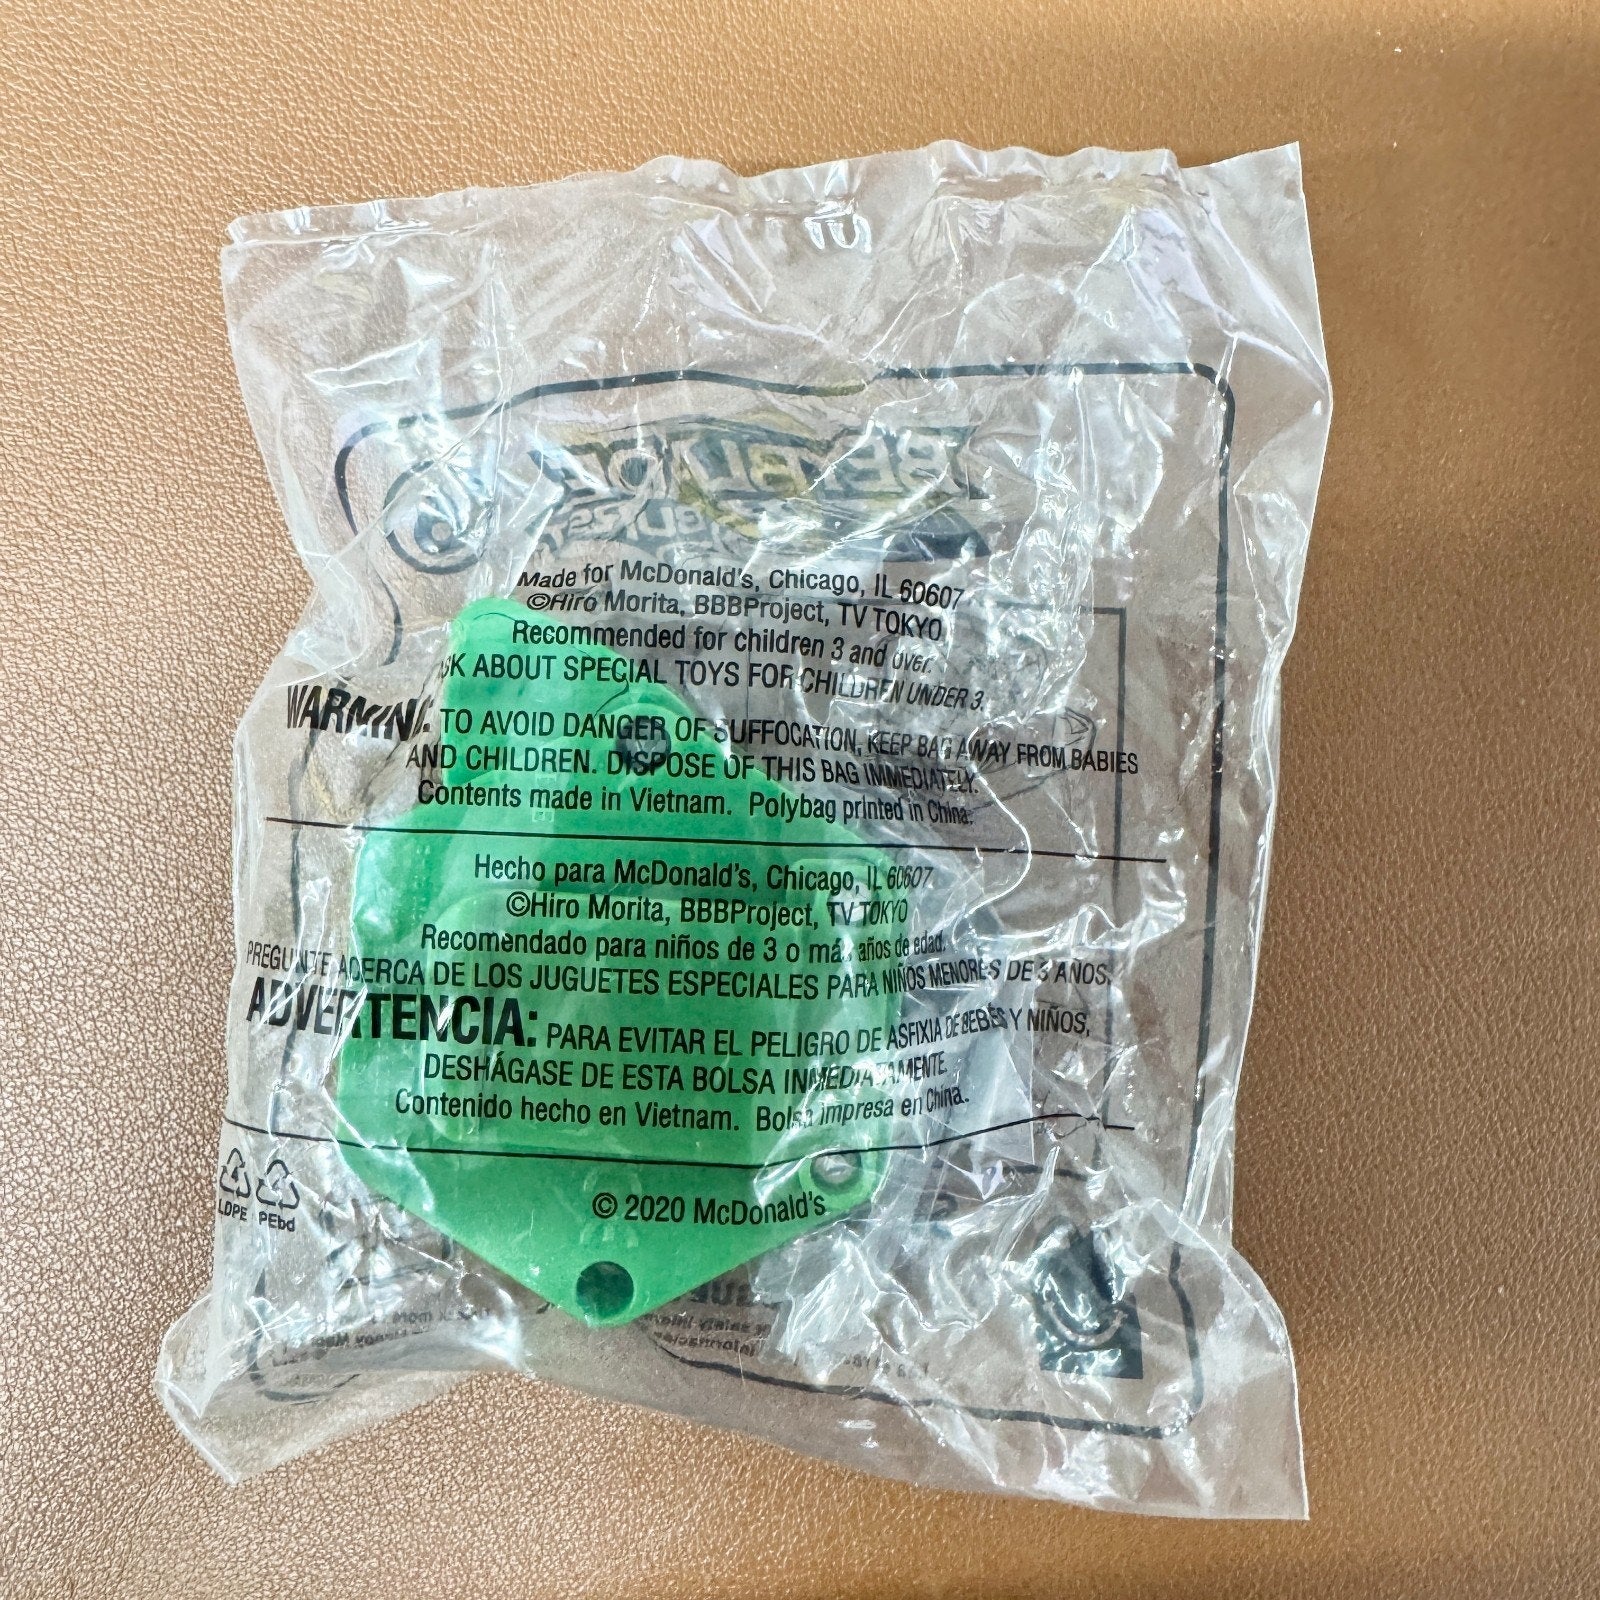 BEYBLADE
BURST
Made for McDonald's, Chicago, IL 60607
©Hiro Morita, BBBProject, TV TOKYO
Recommended for children 3 and over.
SK ABOUT SPECIAL TOYS FOR CHILDREN UNDER 3.
WARNING: TO AVOID DANGER OF SUFFOCATION, KEEP BAG AWAY FROM BABIES
AND CHILDREN. DISPOSE OF THIS BAG IMMEDIATELY.
Contents made in Vietnam. Polybag printed in China.
Hecho para McDonald's, Chicago, IL 60607
©Hiro Morita, BBBProject, TV TOKYO
Recomendado para niños de 3 o más años de edad.
PREGUNTE ACERCA DE LOS JUGUETES ESPECIALES PARA NIÑOS MENORES DE 3 AÑOS.
ADVERTENCIA: PARA EVITAR EL PELIGRO DE ASFIXIA DE BEBÉS Y NIÑOS,
DESHÁGASE DE ESTA BOLSA INMEDIATAMENTE.
Contenido hecho en Vietnam. Bolsa impresa en China.
LDPE PEbd
© 2020 McDonald's